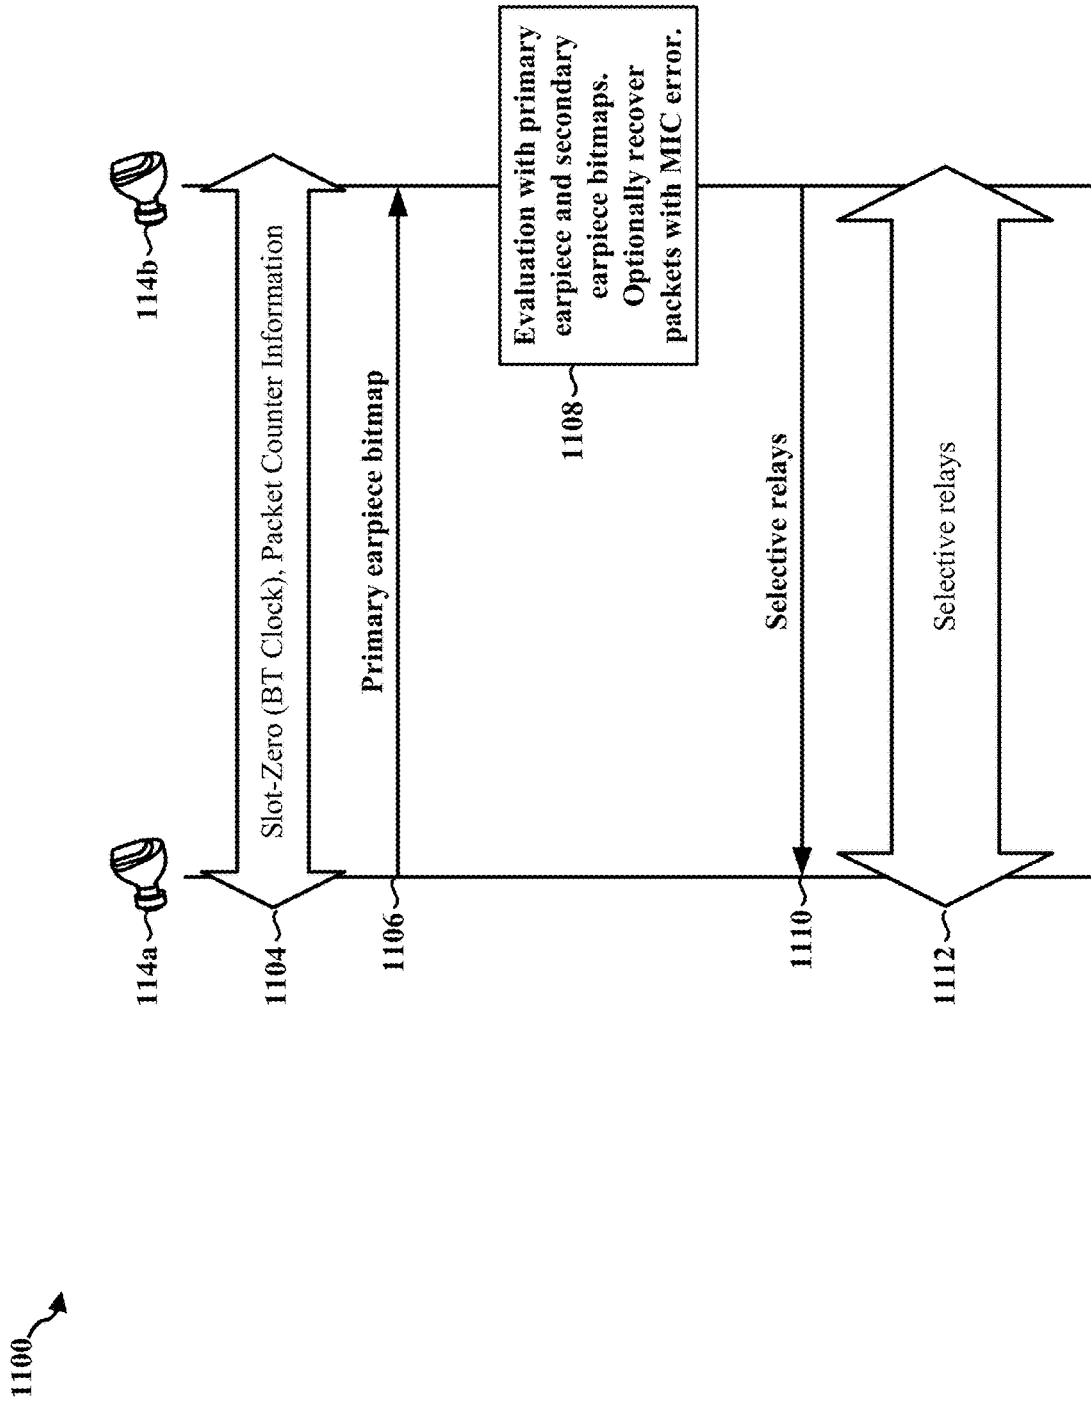 1100
114a
114b
1104
Slot-Zero (BT Clock), Packet Counter Information
1106
Primary earpiece bitmap
1108
Evaluation with primary
earpiece and secondary
earpiece bitmaps.
Optionally recover
packets with MIC error.
1110
Selective relays
1112
Selective relays